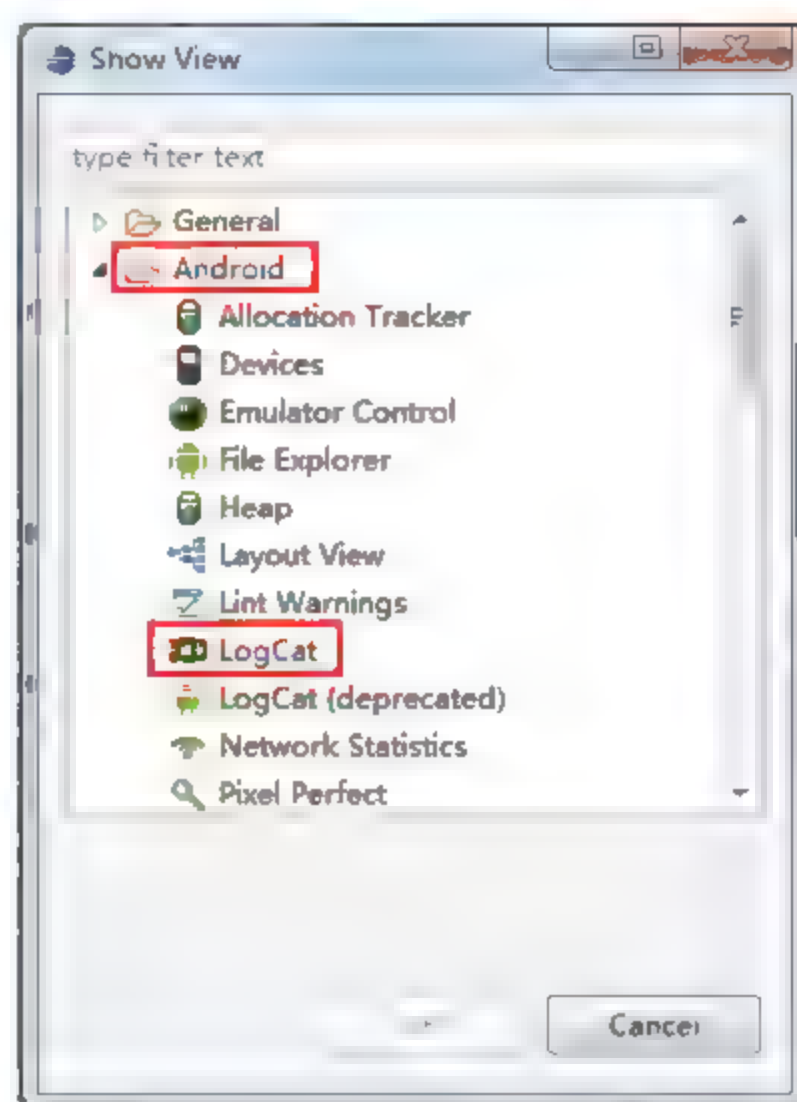 Show View
type filter text
General
Android
Allocation Tracker
Devices
Emulator Control
File Explorer
Heap
Layout View
Lint Warnings
LogCat
LogCat (deprecated)
Network Statistics
Pixel Perfect
Cancel